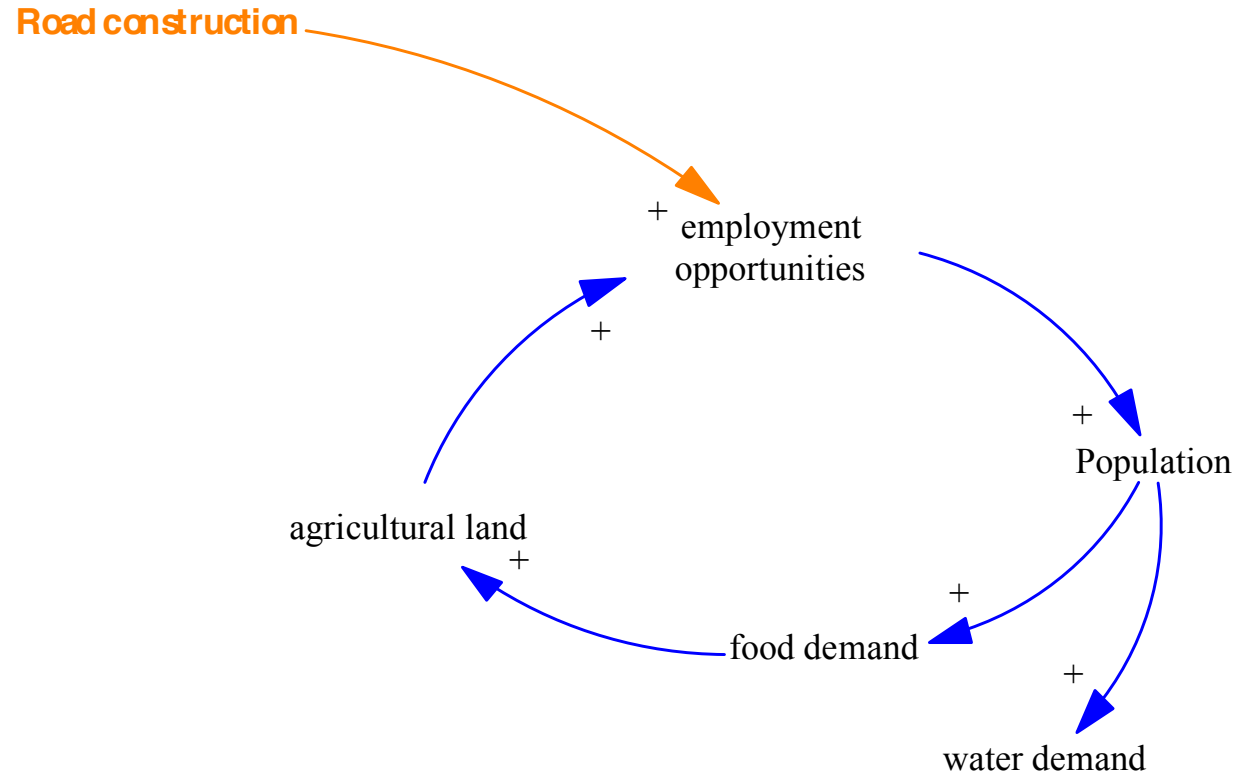 Road construction
+
employment
opportunities
+
+
Population
agricultural land
+
+
food demand
+
water demand